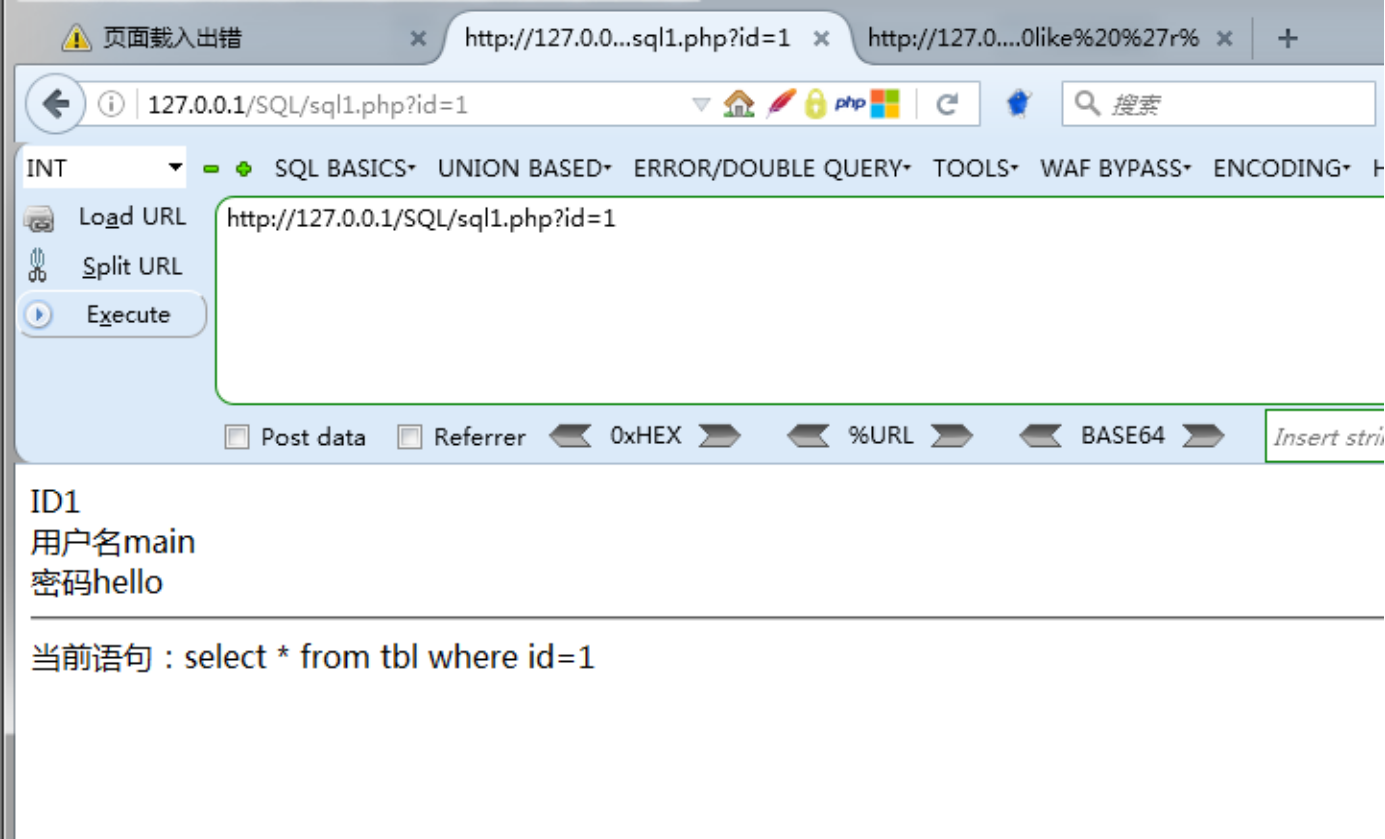 页面载入出错 http://127.0.0...sql1.php?id=1 http://127.0....0like%20%27r%
127.0.0.1/SQL/sql1.php?id=1 php 搜索
INT SQL BASICS UNION BASED ERROR/DOUBLE QUERY TOOLS WAF BYPASS ENCODING H
Load URL http://127.0.0.1/SQL/sql1.php?id=1
Split URL
Execute
Post data Referrer 0xHEX %URL BASE64 Insert stri
ID1
用户名main
密码hello
当前语句：select * from tbl where id=1